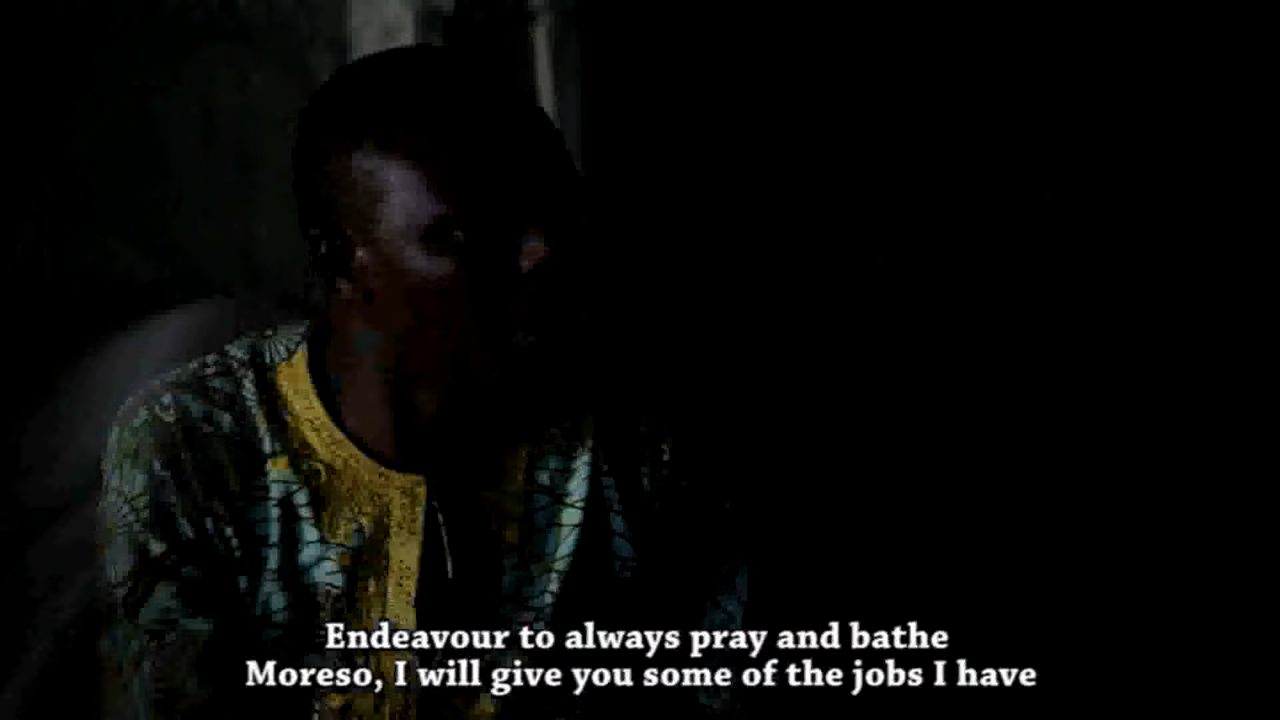 Endeavour to always pray and bathe
Moreso, I will give you some of the jobs I have